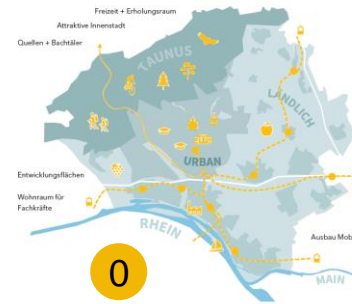 Freizeit + Erholungsraum
Attraktive Innenstadt
Quellen + Bachtäler
TAUNUS
LÄNDLICH
URBAN
Entwicklungsflächen
Wohnraum für
Fachkräfte
RHEIN
Ausbau Mob
MAIN
0